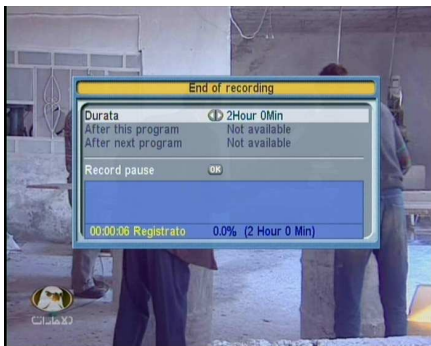 End of recording
Durata 2Hour 0Min
After this program Not available
After next program Not available
Record pause OK
00:00:06 Registrato 0.0% (2 Hour 0 Min)
الإمارات